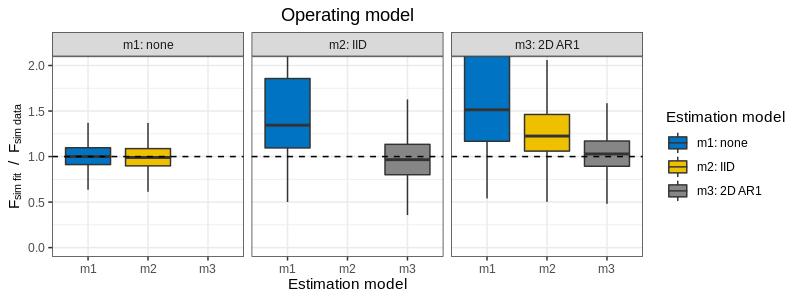 Operating model
m1: none
m2: IID
m3: 2D AR1
F sim fit / F sim data
2.0
1.5
1.0
0.5
0.0
m1 m2 m3
m1 m2 m3
m1 m2 m3
Estimation model
Estimation model
m1: none
m2: IID
m3: 2D AR1